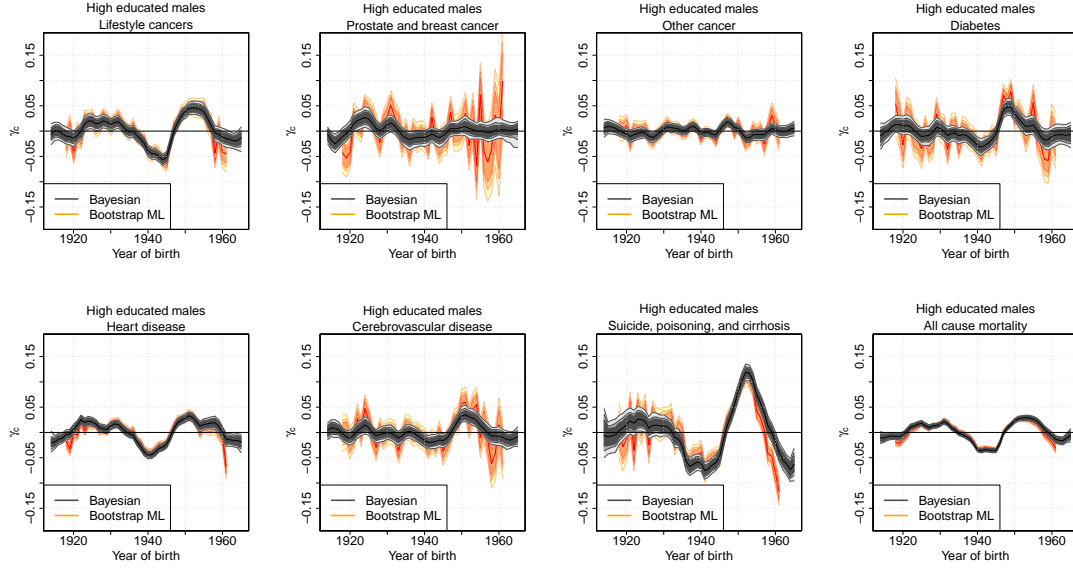 High educated males
Lifestyle cancers
γc
0.15
0.05
−0.05
−0.15
Bayesian
Bootstrap ML
1920
1940
1960
Year of birth
High educated males
Prostate and breast cancer
γc
0.15
0.05
−0.05
−0.15
Bayesian
Bootstrap ML
1920
1940
1960
Year of birth
High educated males
Other cancer
γc
0.15
0.05
−0.05
−0.15
Bayesian
Bootstrap ML
1920
1940
1960
Year of birth
High educated males
Diabetes
γc
0.15
0.05
−0.05
−0.15
Bayesian
Bootstrap ML
1920
1940
1960
Year of birth
High educated males
Heart disease
γc
0.15
0.05
−0.05
−0.15
Bayesian
Bootstrap ML
1920
1940
1960
Year of birth
High educated males
Cerebrovascular disease
γc
0.15
0.05
−0.05
−0.15
Bayesian
Bootstrap ML
1920
1940
1960
Year of birth
High educated males
Suicide, poisoning, and cirrhosis
γc
0.15
0.05
−0.05
−0.15
Bayesian
Bootstrap ML
1920
1940
1960
Year of birth
High educated males
All cause mortality
γc
0.15
0.05
−0.05
−0.15
Bayesian
Bootstrap ML
1920
1940
1960
Year of birth